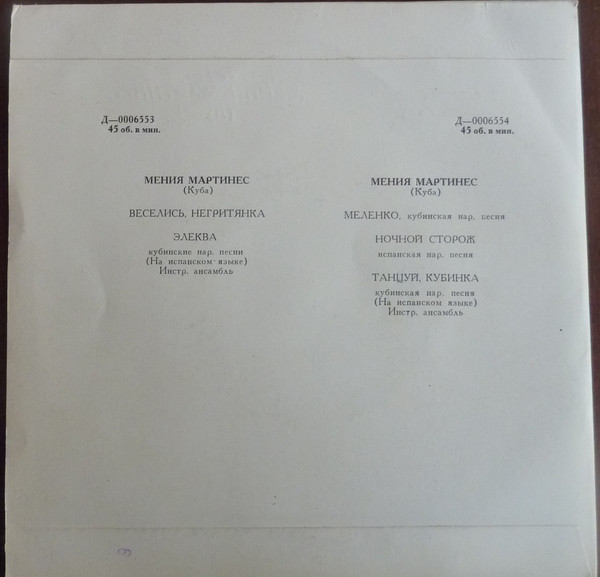 Д—0006553
45 об. в мин.
МЕНИЯ МАРТИНЕС
(Куба)
ВЕСЕЛИСЬ, НЕГРИТЯНКА
ЭЛЕКВА
кубинские нар. песни
(На испанском языке)
Инстр. ансамбль
Д—0006554
45 об. в мин.
МЕНИЯ МАРТИНЕС
(Куба)
МЕЛЕНКО, кубинская нар. песня
НОЧНОЙ СТОРОЖ
испанская нар. песня
ТАНЦУЙ, КУБИНКА
кубинская нар. песня
(На испанском языке)
Инстр. ансамбль